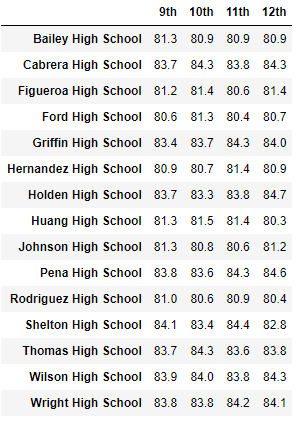 9th 10th 11th 12th
Bailey High School 81.3 80.9 80.9 80.9
Cabrera High School 83.7 84.3 83.8 84.3
Figueroa High School 81.2 81.4 80.6 81.4
Ford High School 80.6 81.3 80.4 80.7
Griffin High School 83.4 83.7 84.3 84.0
Hernandez High School 80.9 80.7 81.4 80.9
Holden High School 83.7 83.3 83.8 84.7
Huang High School 81.3 81.5 81.4 80.3
Johnson High School 81.3 80.8 80.6 81.2
Pena High School 83.8 83.6 84.3 84.6
Rodriguez High School 81.0 80.6 80.9 80.4
Shelton High School 84.1 83.4 84.4 82.8
Thomas High School 83.7 84.3 83.6 83.8
Wilson High School 83.9 84.0 83.8 84.3
Wright High School 83.8 83.8 84.2 84.1